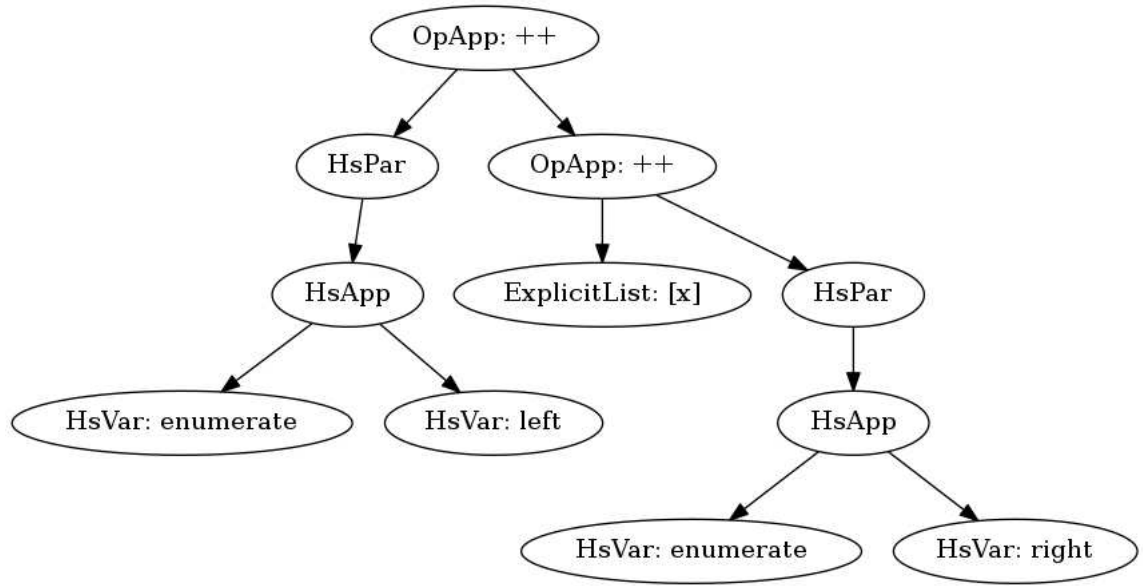 OpApp: ++
HsPar
OpApp: ++
HsApp
ExplicitList: [x]
HsPar
HsVar: enumerate
HsVar: left
HsApp
HsVar: enumerate
HsVar: right